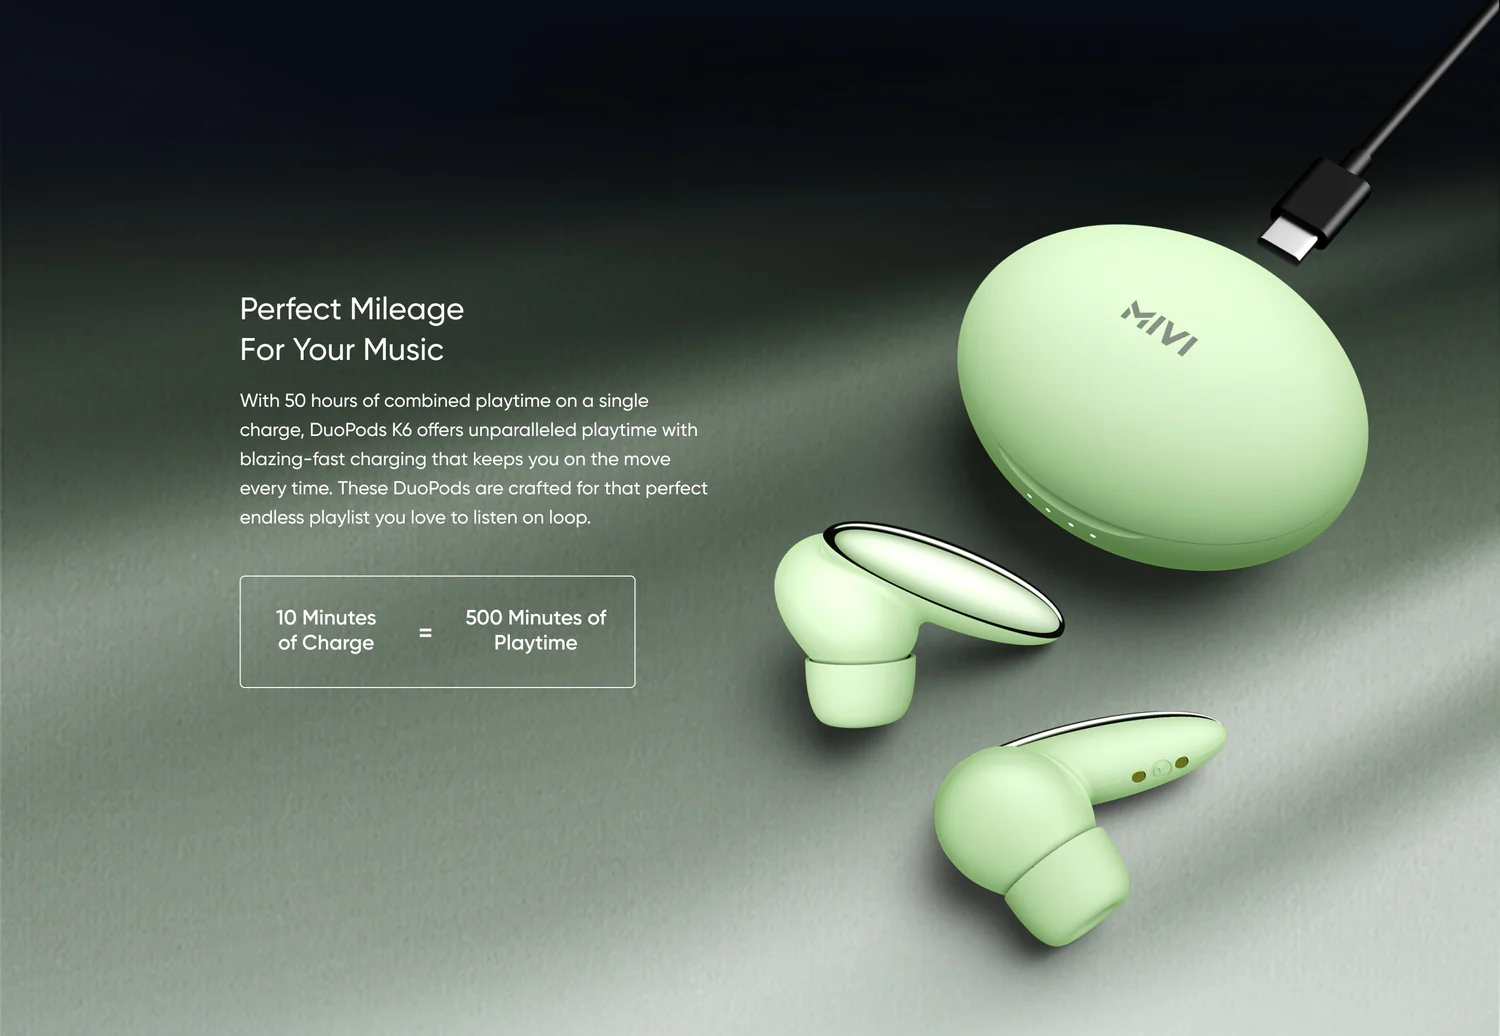 MIVI
Perfect Mileage
For Your Music
With 50 hours of combined playtime on a single
charge, DuoPods K6 offers unparalleled playtime with
blazing-fast charging that keeps you on the move
every time. These DuoPods are crafted for that perfect
endless playlist you love to listen on loop.
10 Minutes
of Charge
=
500 Minutes of
Playtime